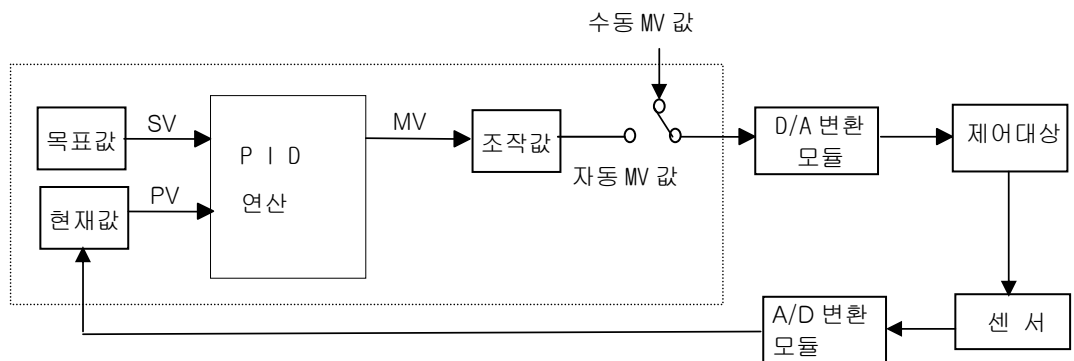 수동 MV 값
목표값
SV
P I D
연산
MV
조작값
자동 MV 값
D/A 변환
모듈
제어대상
현재값
PV
A/D 변환
모듈
센 서